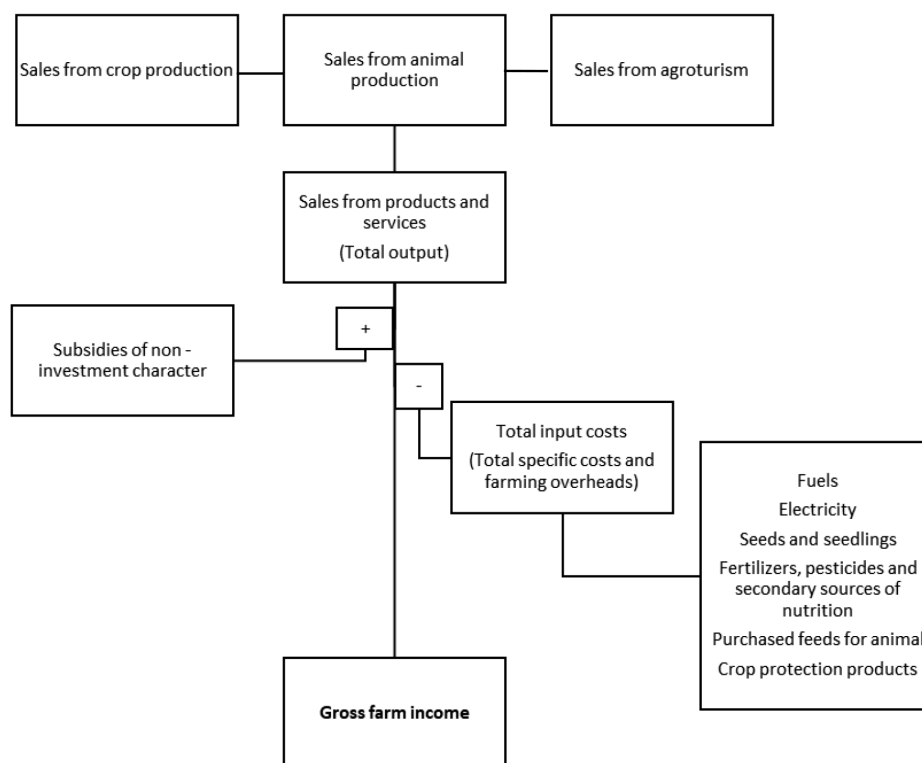 Sales from crop production
Sales from animal
production
Sales from agroturism
Sales from products and
services
(Total output)
+
Subsidies of non -
investment character
-
Total input costs
(Total specific costs and
farming overheads)
Fuels
Electricity
Seeds and seedlings
Fertilizers, pesticides and
secondary sources of
nutrition
Purchased feeds for animal
Crop protection products
Gross farm income